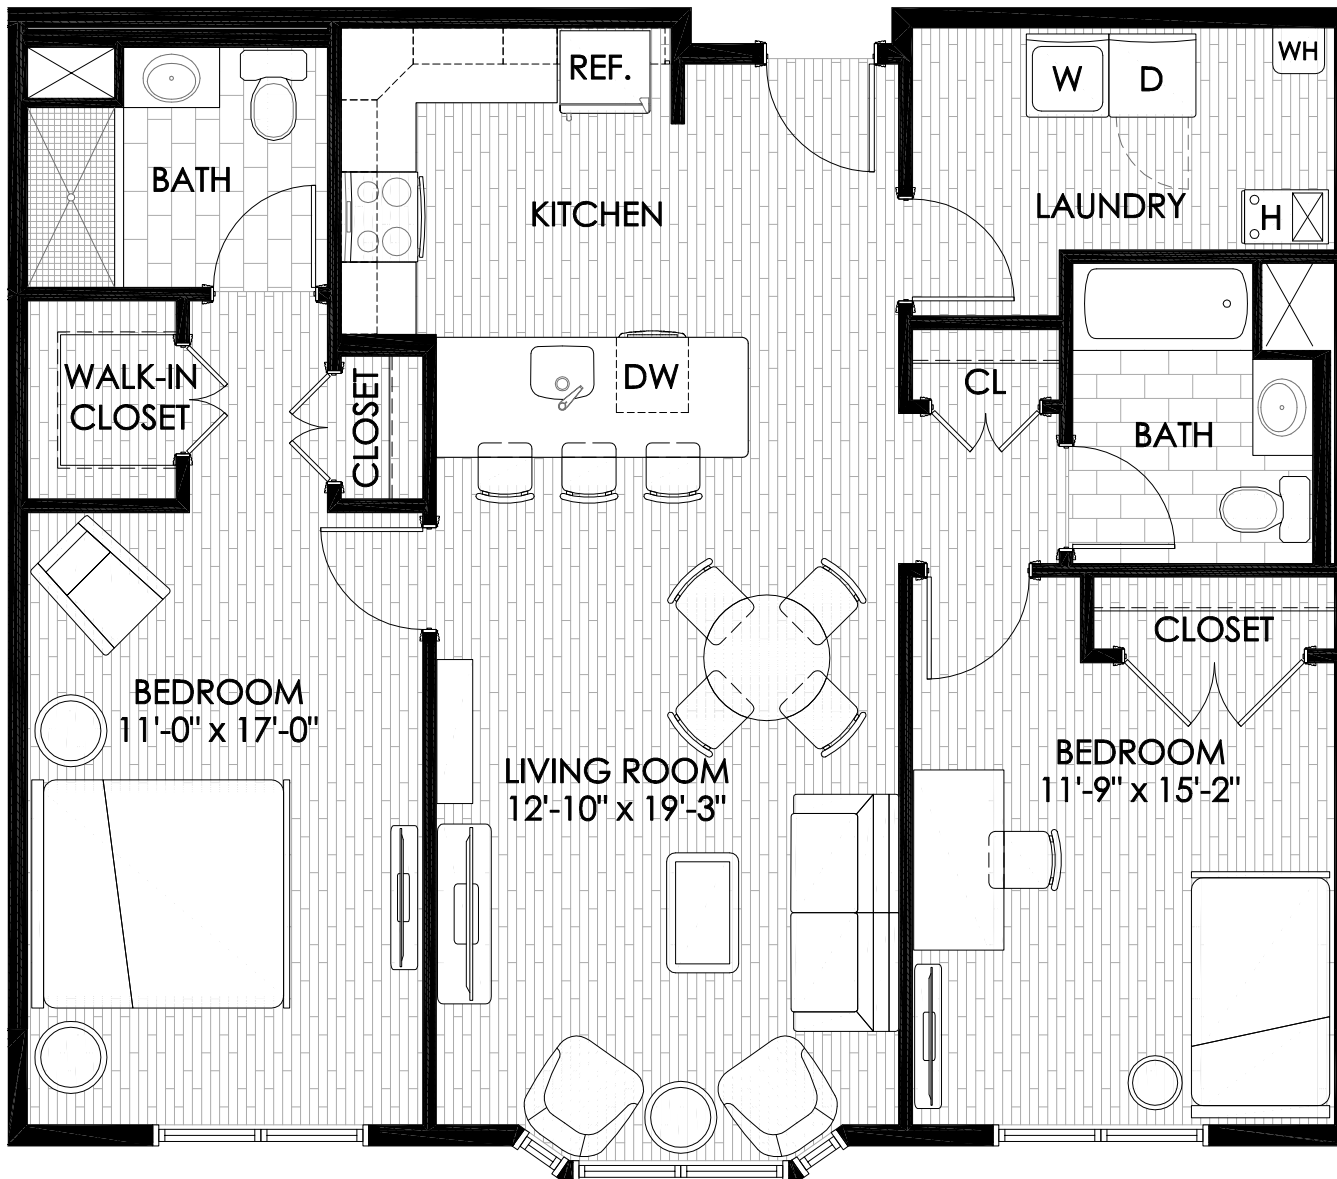 REF.
W
D
WH
BATH
KITCHEN
LAUNDRY
H
WALK-IN
CLOSET
CLOSET
DW
CL
BATH
CLOSET
BEDROOM
11'-0" x 17'-0"
LIVING ROOM
12'-10" x 19'-3"
BEDROOM
11'-9" x 15'-2"